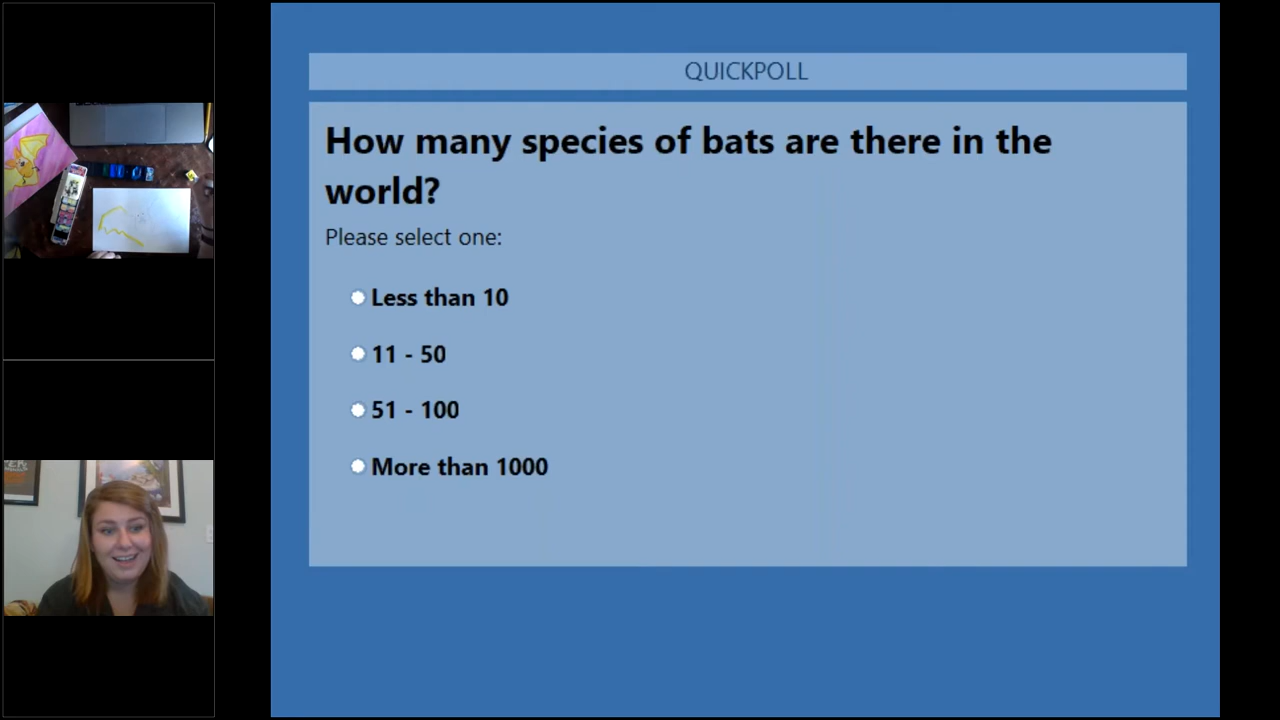 QUICKPOLL
How many species of bats are there in the
world?
Please select one:
Less than 10
11 - 50
51 - 100
More than 1000